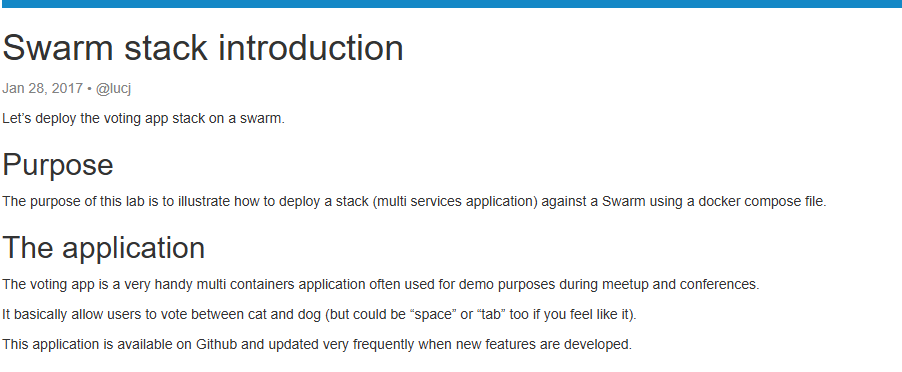 Swarm stack introduction
Jan 28, 2017 • @lucj
Let’s deploy the voting app stack on a swarm.
Purpose
The purpose of this lab is to illustrate how to deploy a stack (multi services application) against a Swarm using a docker compose file.
The application
The voting app is a very handy multi containers application often used for demo purposes during meetup and conferences.
It basically allow users to vote between cat and dog (but could be “space” or “tab” too if you feel like it).
This application is available on Github and updated very frequently when new features are developed.